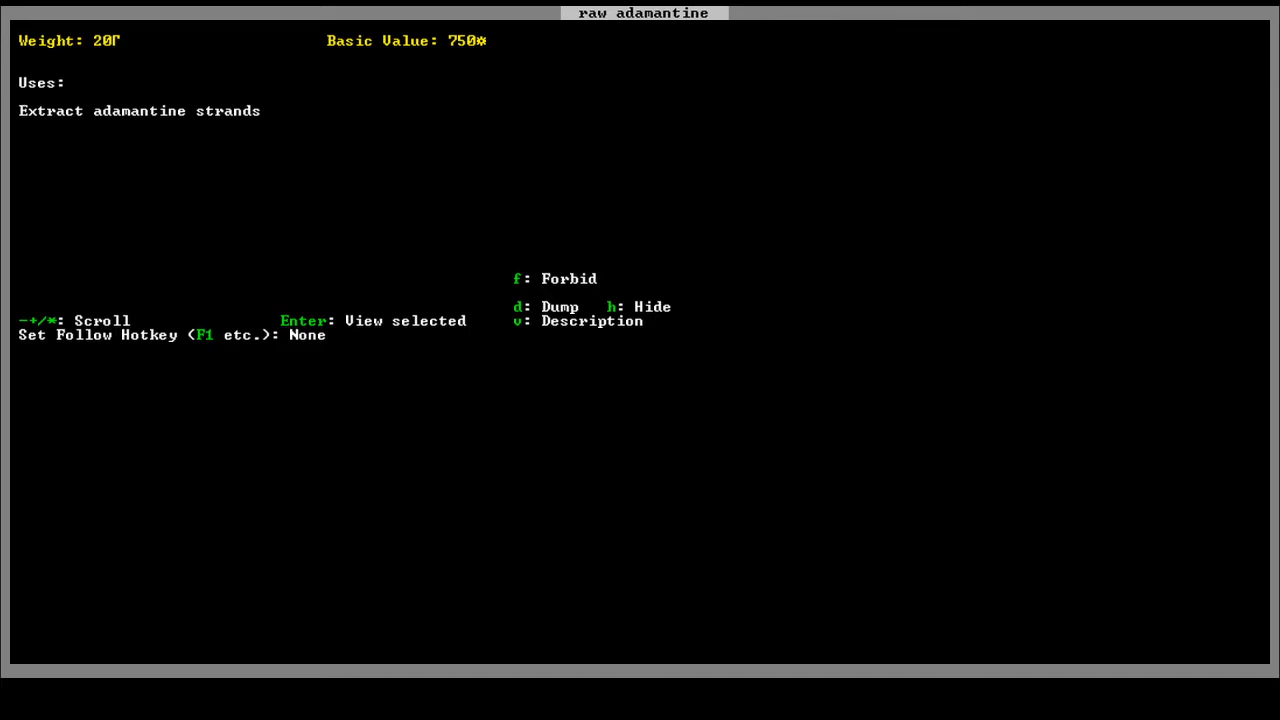 raw adamantine
Weight: 20Γ Basic Value: 750☼
Uses:
Extract adamantine strands
f: Forbid
d: Dump h: Hide
-+/*: Scroll Enter: View selected v: Description
Set Follow Hotkey (F1 etc.): None